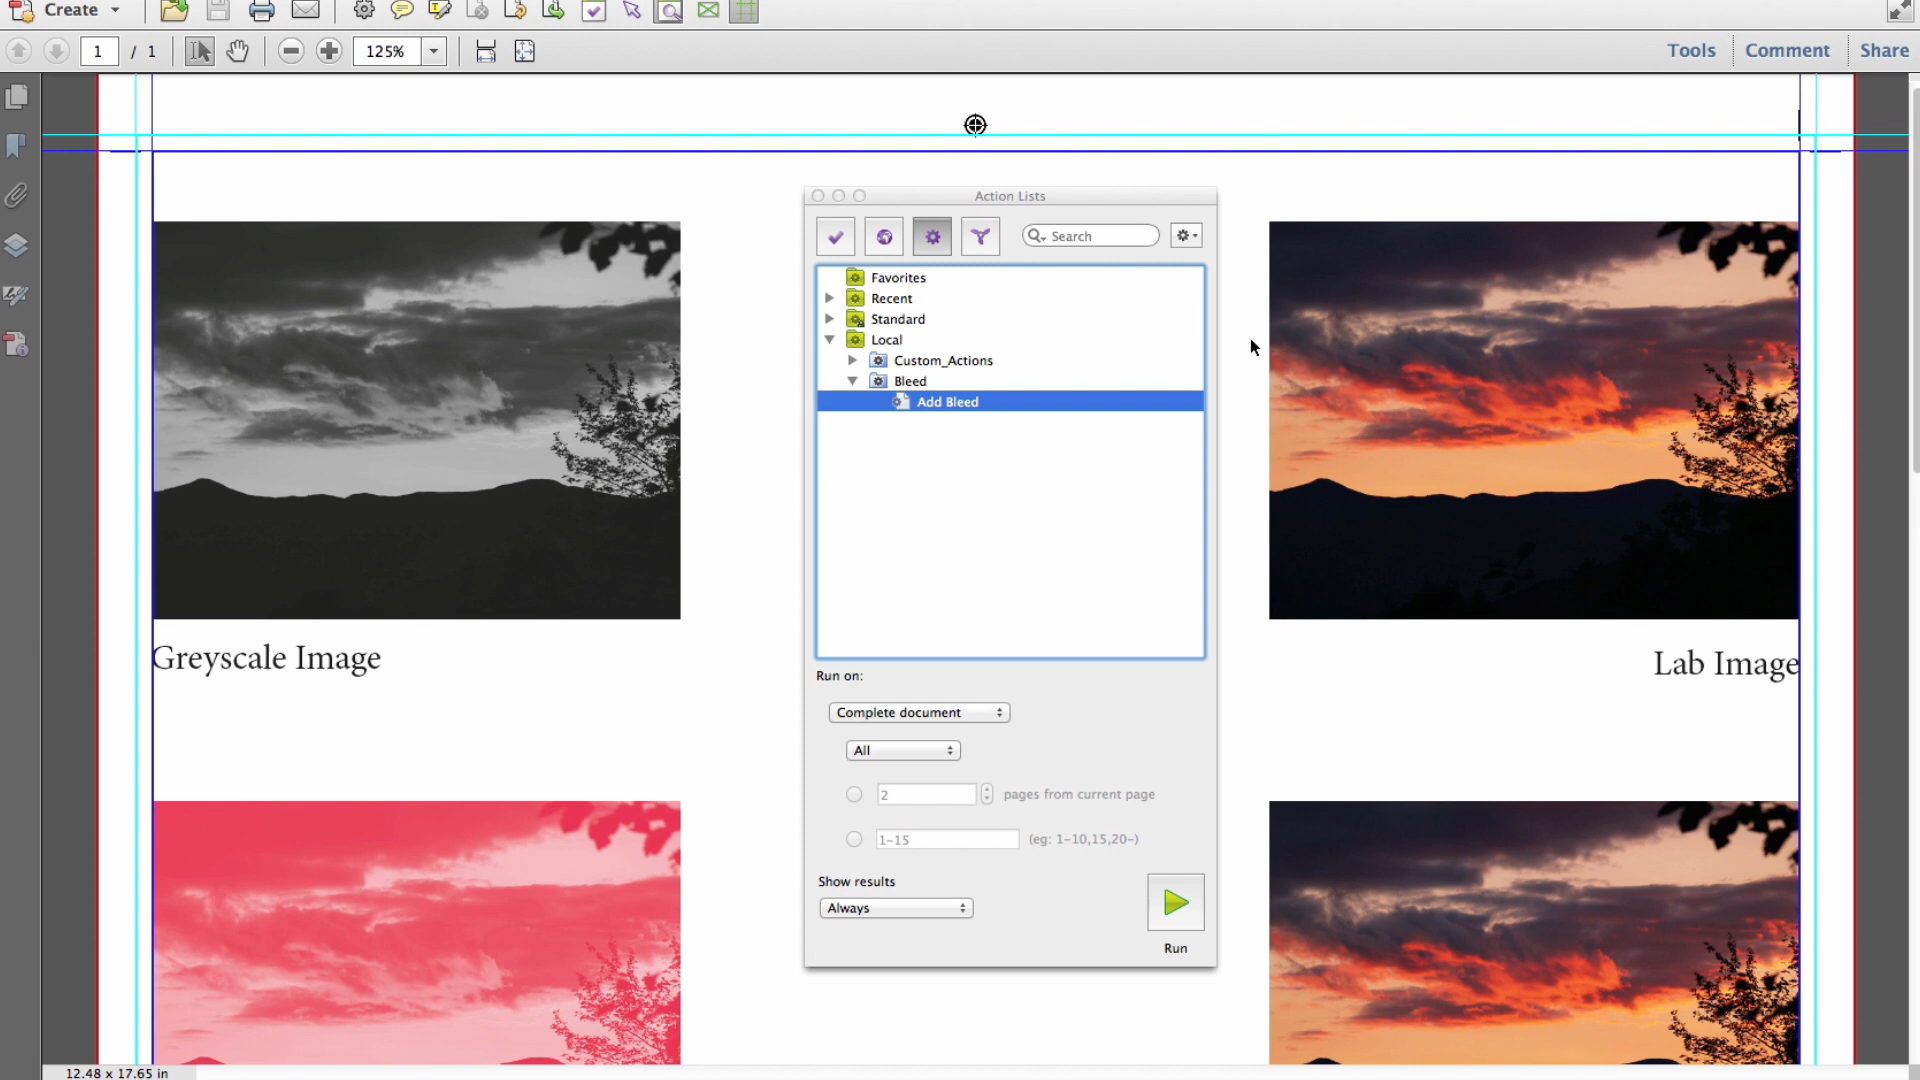 Create
1 / 1
125%
Tools
Comment
Share
Action Lists
Search
Favorites
Recent
Standard
Local
Custom_Actions
Bleed
Add Bleed
Greyscale Image
Lab Image
Run on:
Complete document
All
2 pages from current page
1-15 (eg: 1-10,15,20-)
Show results
Always
Run
12.48 x 17.65 in